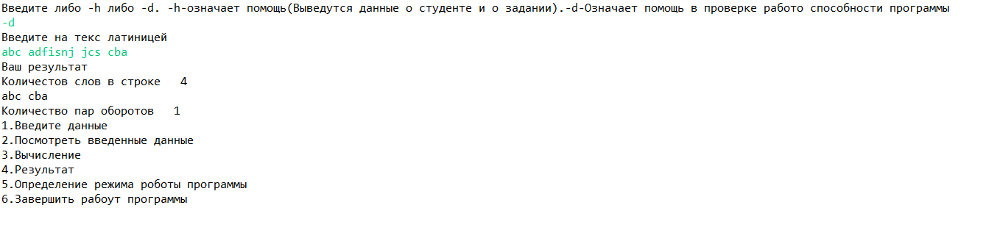 Введите либо -h либо -d. -h-означает помощь(Выведутся данные о студенте и о задании).-d-Означает помощь в проверке работо способности программы
-d
Введите на текс латиницей
abc adfisnj jcs cba
Ваш результат
Количестов слов в строке   4
abc cba
Количество пар оборотов   1
1.Введите данные
2.Посмотреть введенные данные
3.Вычисление
4.Результат
5.Определение режима роботы программы
6.Завершить рабоут программы